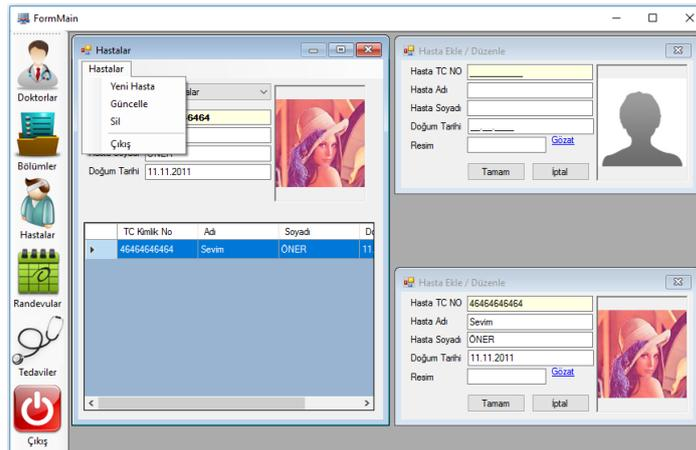 FormMain
Doktorlar
Bölümler
Hastalar
Randevular
Tedaviler
Çıkış
Hastalar
Hastalar
Yeni Hasta
Güncelle
Sil
Çıkış
Doğum Tarihi 11.11.2011
TC Kimlik No Adı Soyadı
46464646464 Sevim ÖNER 11.
Hasta Ekle / Düzenle
Hasta TC NO
Hasta Adı
Hasta Soyadı
Doğum Tarihi
Resim Gözat
Tamam İptal
Hasta Ekle / Düzenle
Hasta TC NO 46464646464
Hasta Adı Sevim
Hasta Soyadı ÖNER
Doğum Tarihi 11.11.2011
Resim Gözat
Tamam İptal